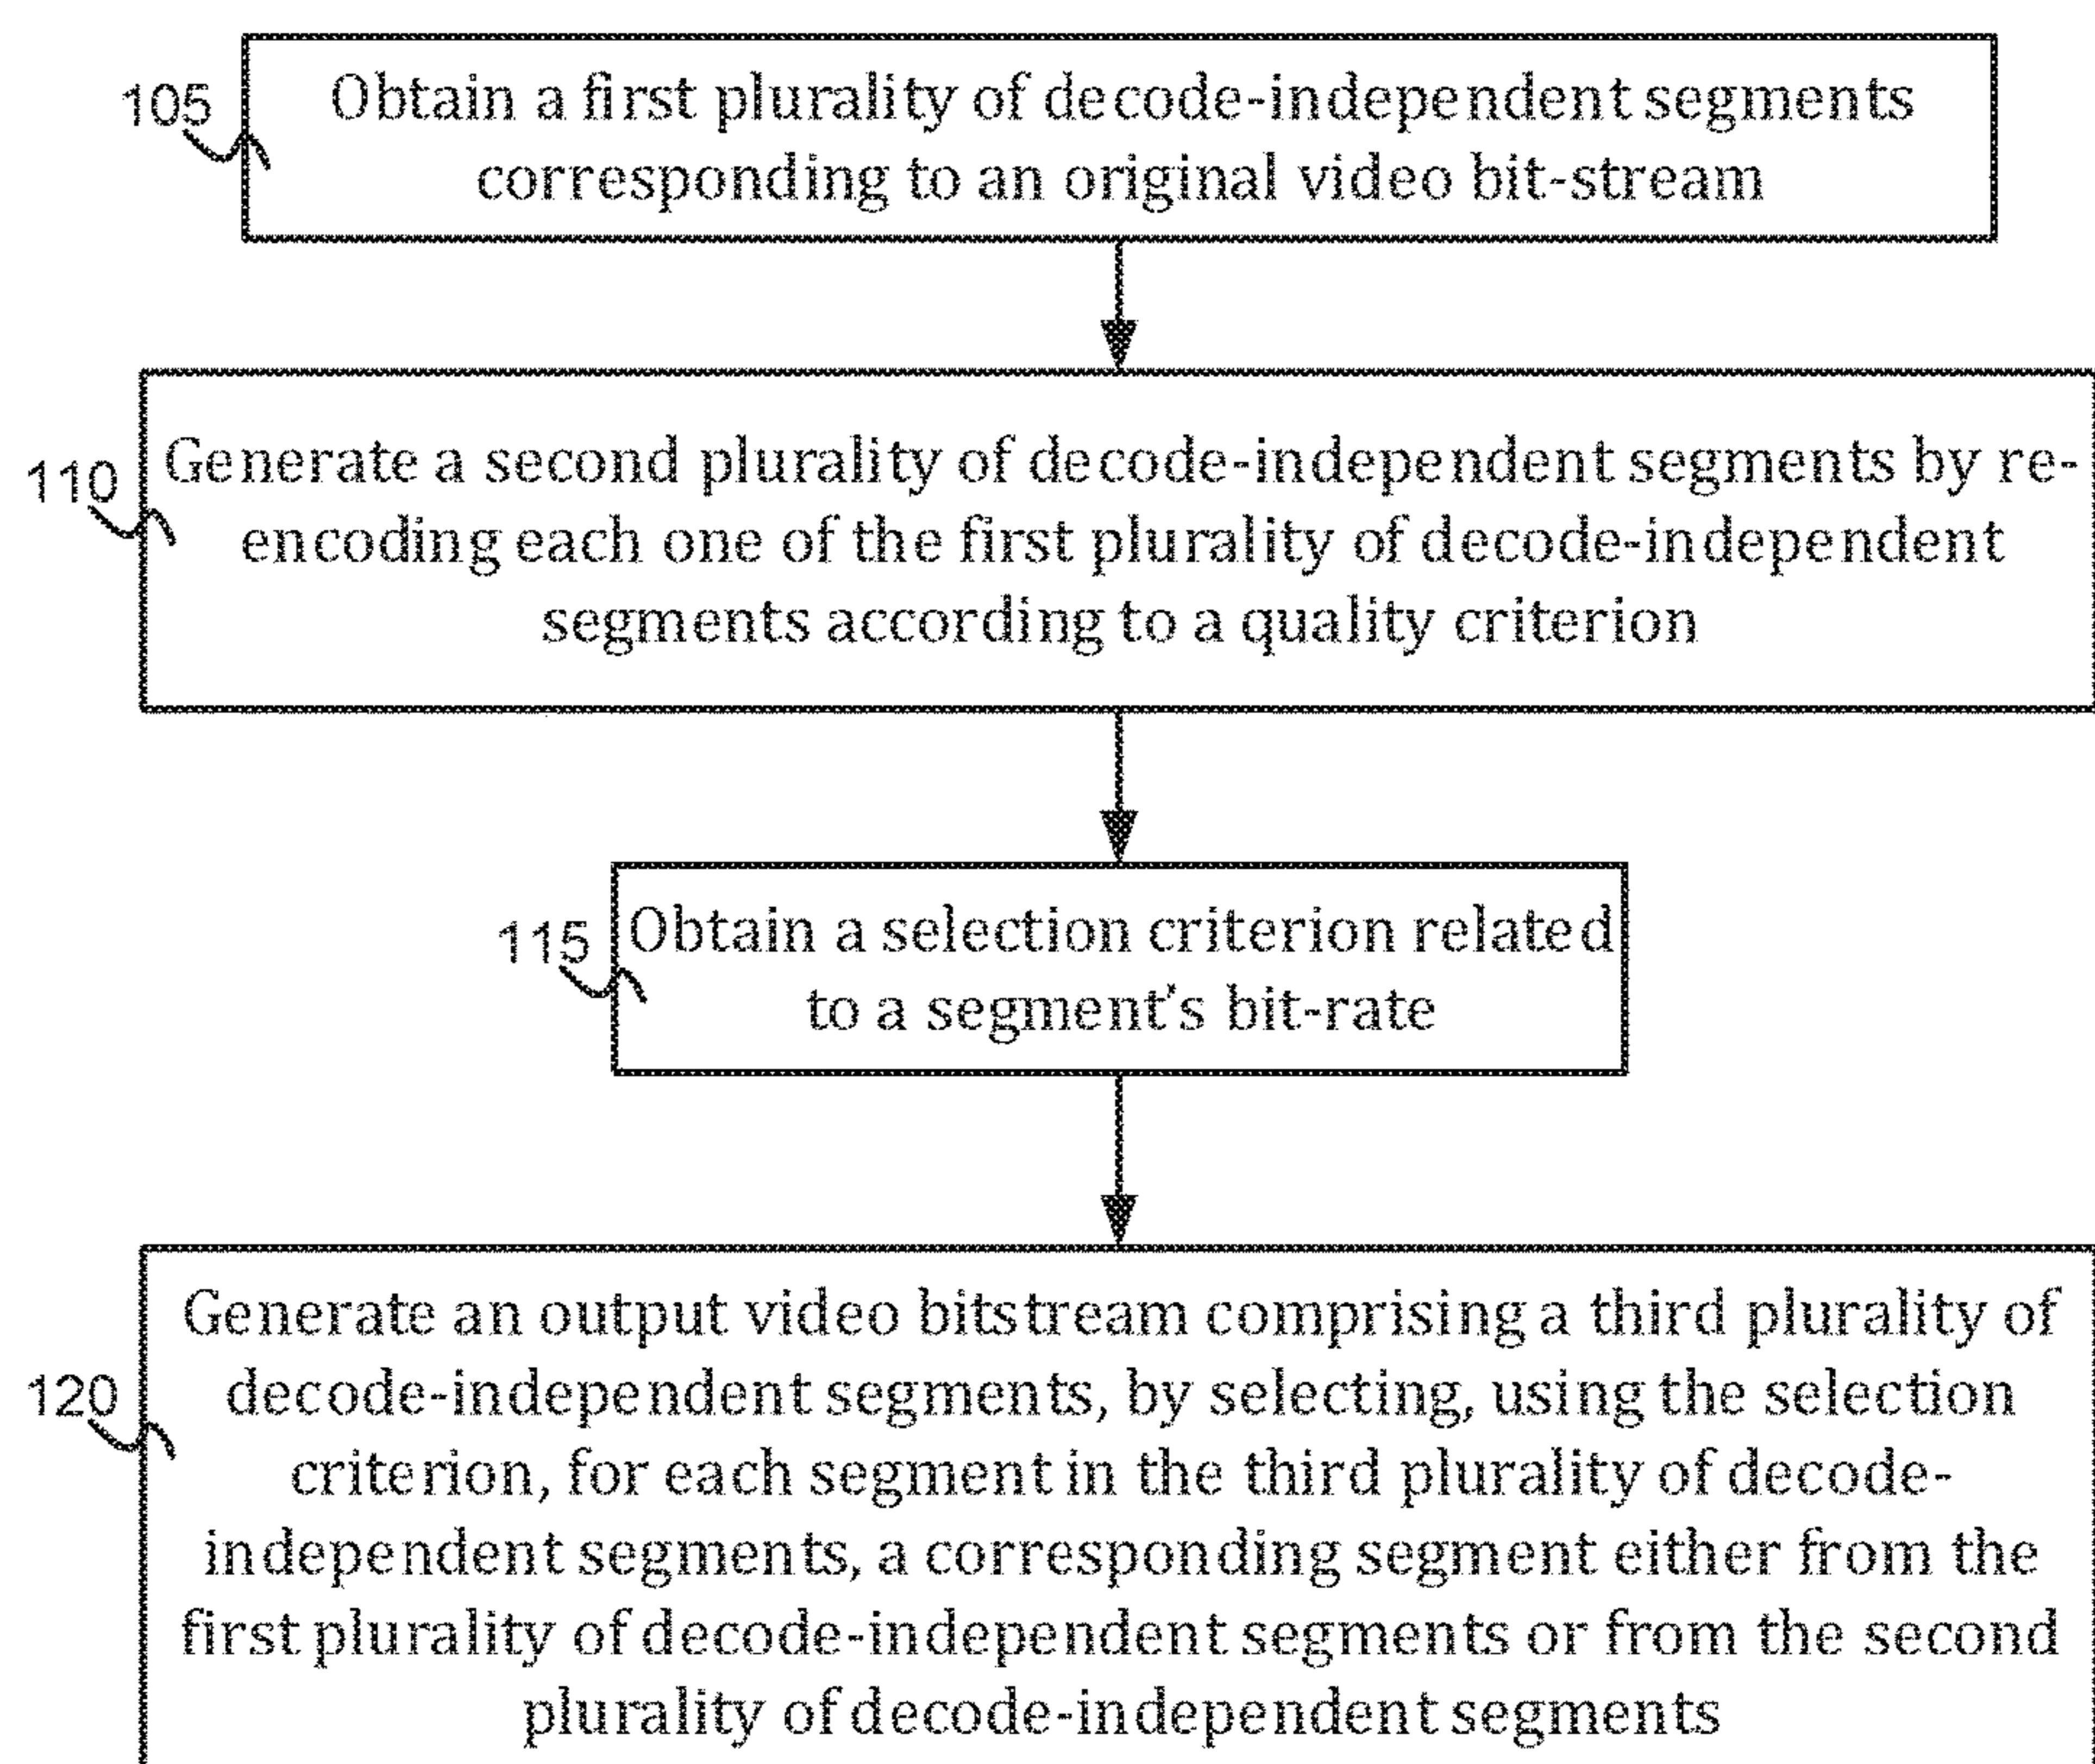 105
Obtain a first plurality of decode-independent segments
corresponding to an original video bit-stream
110
Generate a second plurality of decode-independent segments by re-
encoding each one of the first plurality of decode-independent
segments according to a quality criterion
115
Obtain a selection criterion related
to a segment's bit-rate
120
Generate an output video bitstream comprising a third plurality of
decode-independent segments, by selecting, using the selection
criterion, for each segment in the third plurality of decode-
independent segments, a corresponding segment either from the
first plurality of decode-independent segments or from the second
plurality of decode-independent segments